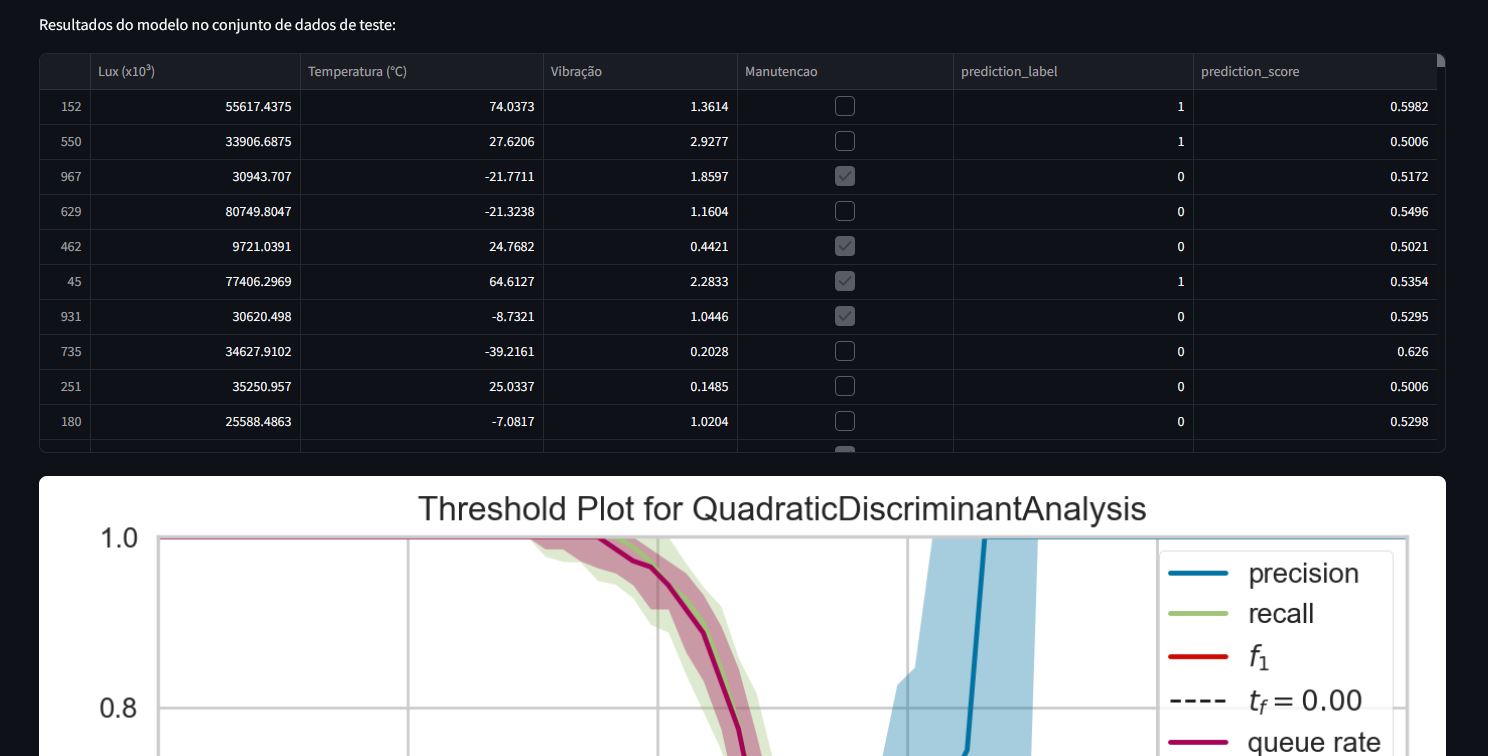 Resultados do modelo no conjunto de dados de teste:
Lux (x10³) Temperatura (°C) Vibração Manutencao prediction_label prediction_score
152 55617.4375 74.0373 1.3614 1 0.5982
550 33906.6875 27.6206 2.9277 1 0.5006
967 30943.707 -21.7711 1.8597 0 0.5172
629 80749.8047 -21.3238 1.1604 0 0.5496
462 9721.0391 24.7682 0.4421 0 0.5021
45 77406.2969 64.6127 2.2833 1 0.5354
931 30620.498 -8.7321 1.0446 0 0.5295
735 34627.9102 -39.2161 0.2028 0 0.626
251 35250.957 25.0337 0.1485 0 0.5006
180 25588.4863 -7.0817 1.0204 0 0.5298
Threshold Plot for QuadraticDiscriminantAnalysis
1.0
precision
recall
f₁
t_f = 0.00
0.8
queue rate